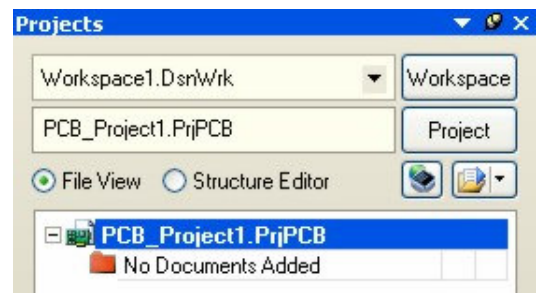 Projects
Workspace1.DsnWrk Workspace
PCB_Project1.PrjPCB Project
File View Structure Editor
PCB_Project1.PrjPCB
No Documents Added